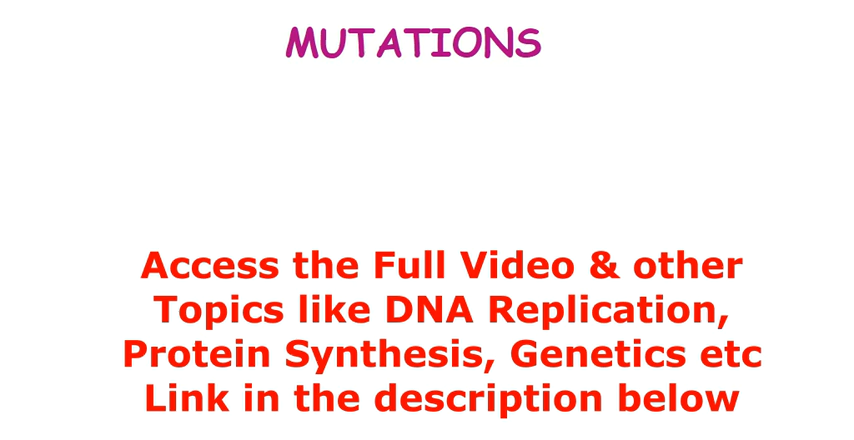 MUTATIONS
Access the Full Video & other
Topics like DNA Replication,
Protein Synthesis, Genetics etc
Link in the description below